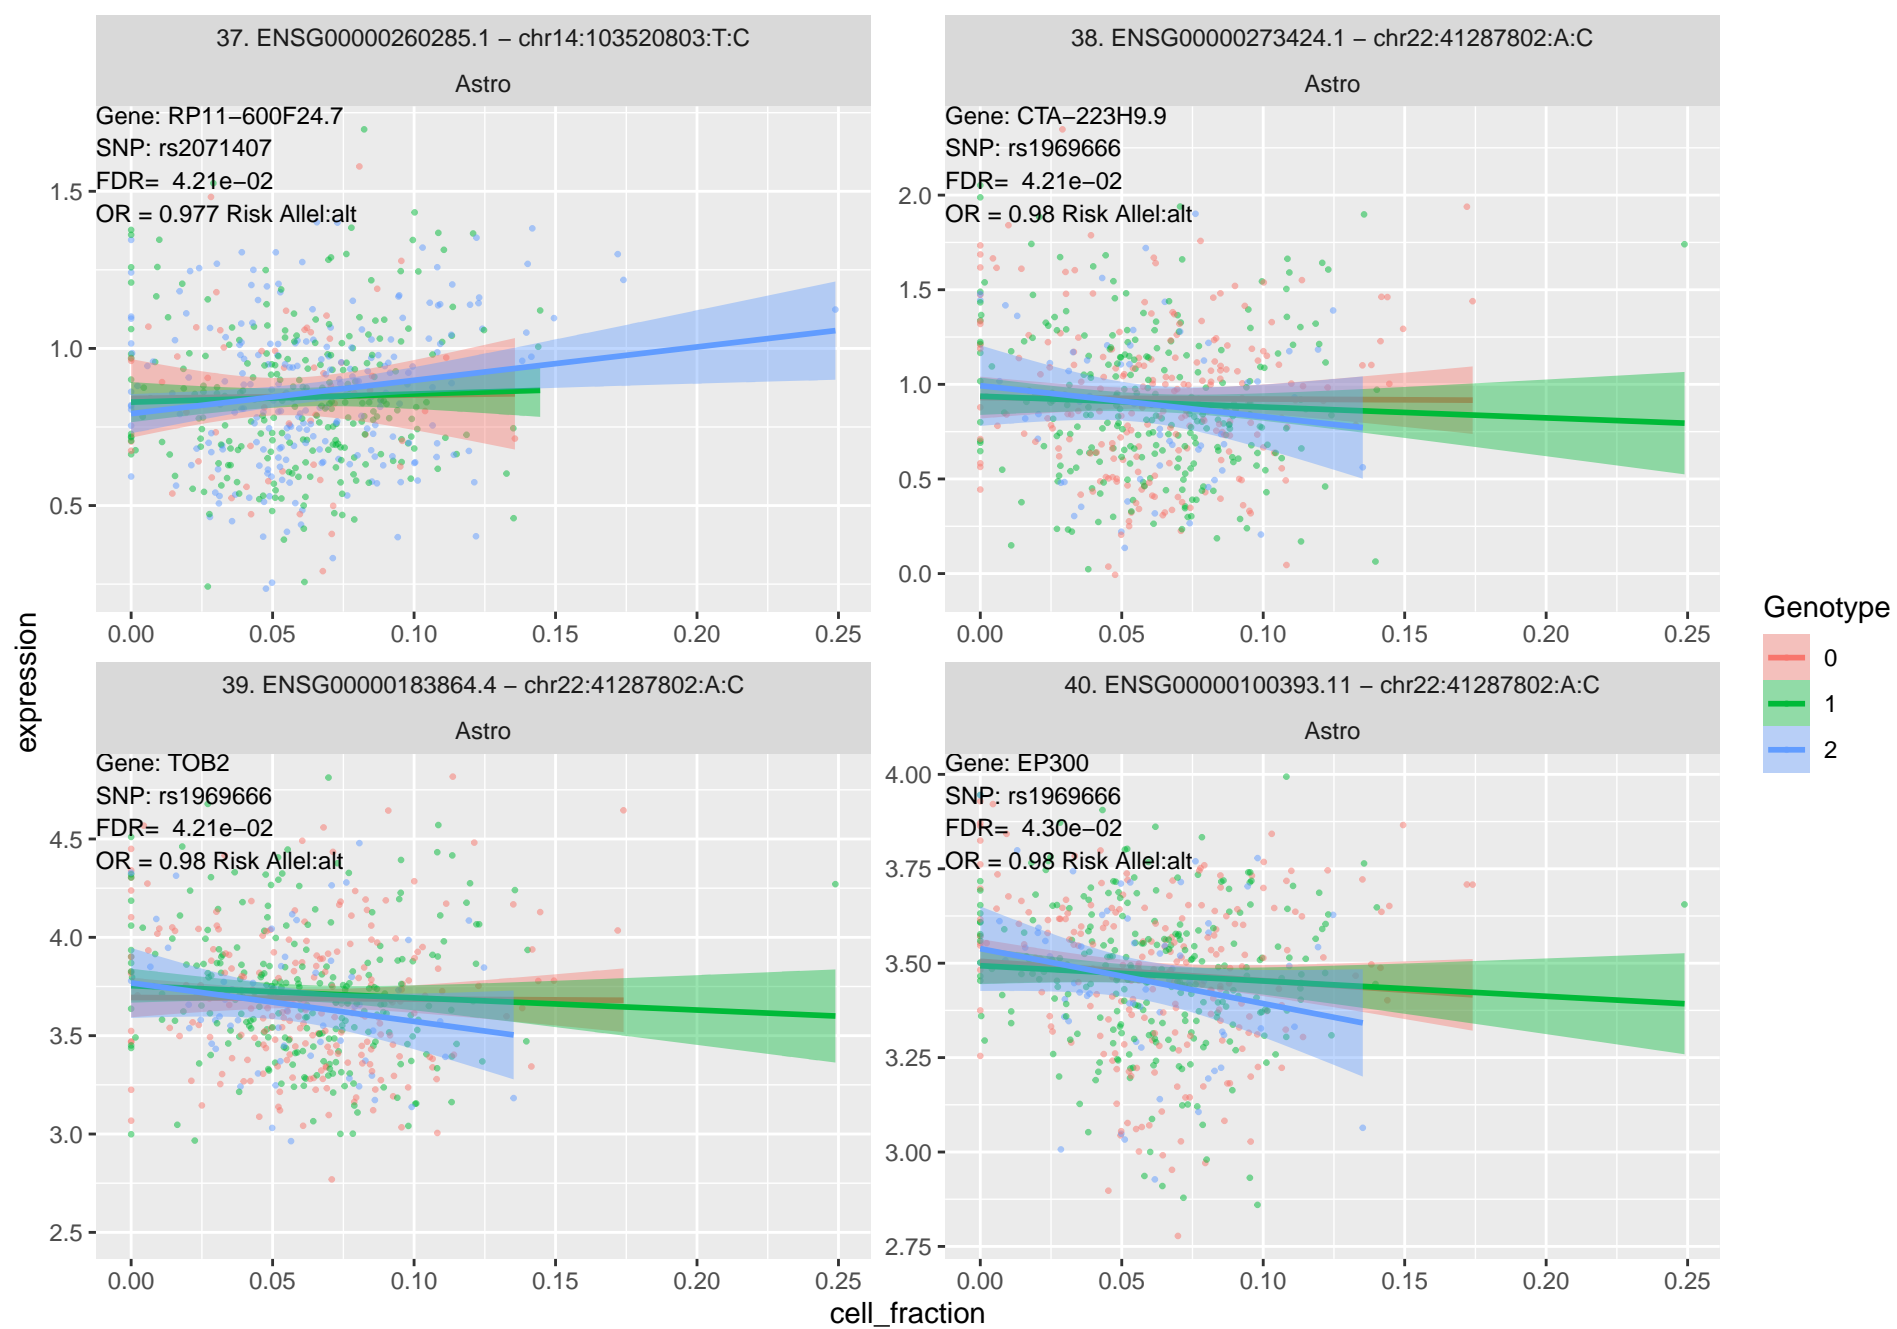 37. ENSG00000260285.1 – chr14:103520803:T:C
Astro
Gene: RP11–600F24.7
SNP: rs2071407
FDR= 4.21e–02
OR = 0.977 Risk Allel:alt
1.5
1.0
0.5
0.00 0.05 0.10 0.15 0.20 0.25
38. ENSG00000273424.1 – chr22:41287802:A:C
Astro
Gene: CTA–223H9.9
SNP: rs1969666
FDR= 4.21e–02
OR = 0.98 Risk Allel:alt
2.0
1.5
1.0
0.5
0.0
0.00 0.05 0.10 0.15 0.20 0.25
39. ENSG00000183864.4 – chr22:41287802:A:C
Astro
Gene: TOB2
SNP: rs1969666
FDR= 4.21e–02
OR = 0.98 Risk Allel:alt
4.5
4.0
3.5
3.0
2.5
0.00 0.05 0.10 0.15 0.20 0.25
40. ENSG00000100393.11 – chr22:41287802:A:C
Astro
Gene: EP300
SNP: rs1969666
FDR= 4.30e–02
OR = 0.98 Risk Allel:alt
4.00
3.75
3.50
3.25
3.00
2.75
0.00 0.05 0.10 0.15 0.20 0.25
expression
cell_fraction
Genotype
0
1
2